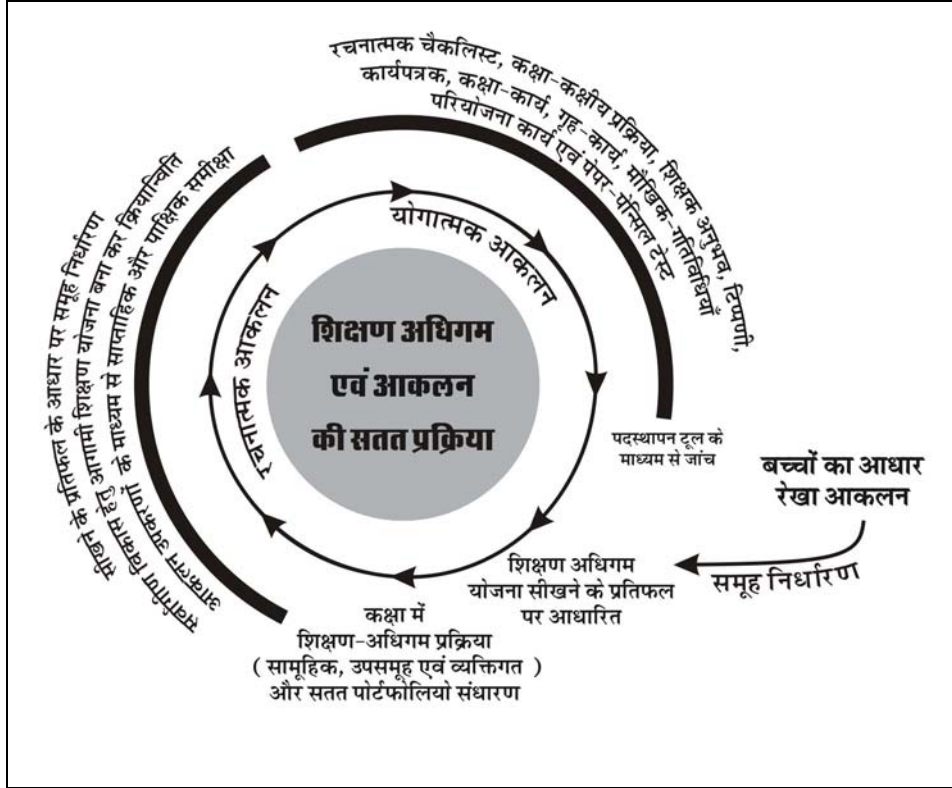 रचनात्मक चैकलिस्ट, कक्षा-कक्षीय प्रक्रिया, शिक्षक अनुभव, टिप्पणी,
कार्यपत्रक, कक्षा-कार्य, गृह-कार्य, मौखिक-गतिविधियाँ
परियोजना कार्य एवं पेपर-पेन्सिल टेस्ट
योगात्मक आकलन
सीखने के प्रतिफल के आधार पर समूह निर्धारण
सर्वांगीण विकास हेतु आगामी शिक्षण योजना बना कर क्रियान्विति
आकलन उपकरणों के माध्यम से साप्ताहिक और पाक्षिक समीक्षा
रचनात्मक आकलन
शिक्षण अधिगम
एवं आकलन
की सतत प्रक्रिया
पदस्थापन टूल के
माध्यम से जांच
बच्चों का आधार
रेखा आकलन
समूह निर्धारण
शिक्षण अधिगम
योजना सीखने के प्रतिफल
पर आधारित
कक्षा में
शिक्षण-अधिगम प्रक्रिया
( सामूहिक, उपसमूह एवं व्यक्तिगत )
और सतत पोर्टफोलियो संधारण